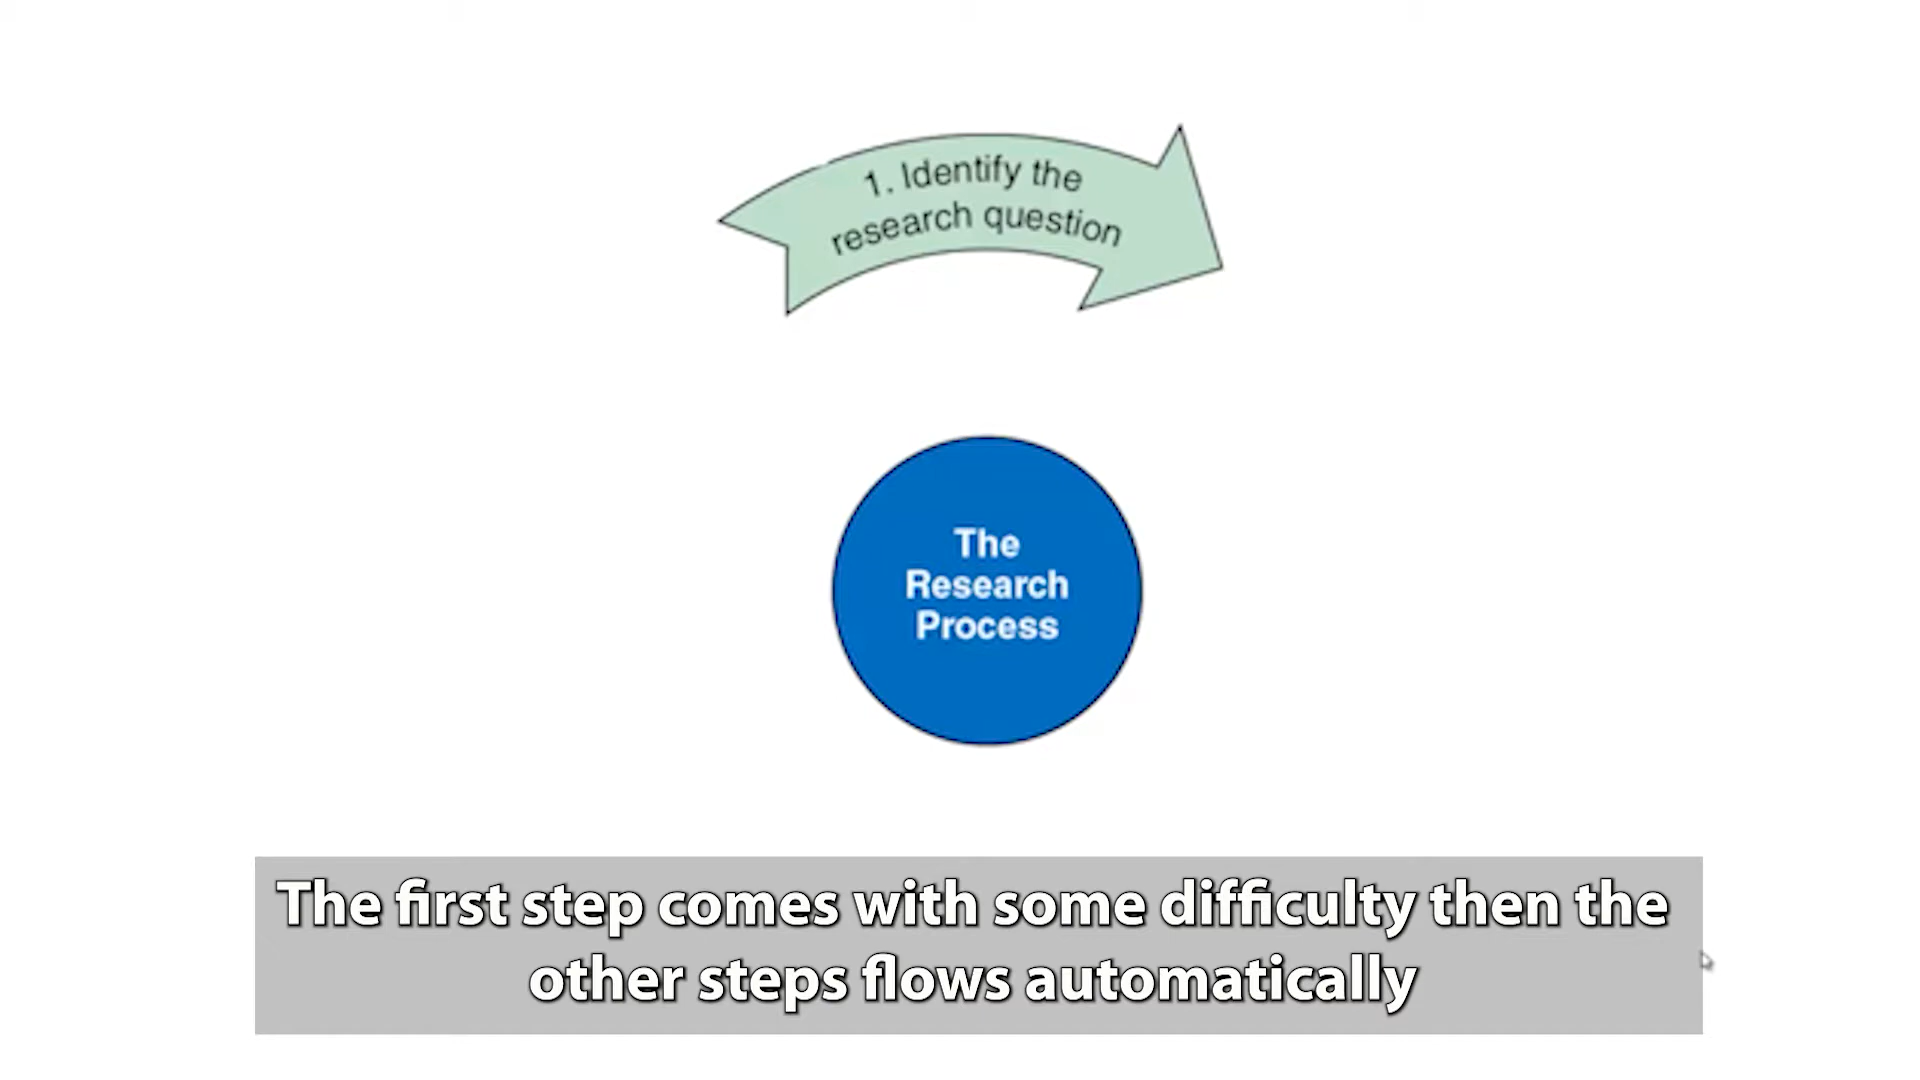 1. Identify the
research question
The
Research
Process
The first step comes with some difficulty then the
other steps flows automatically